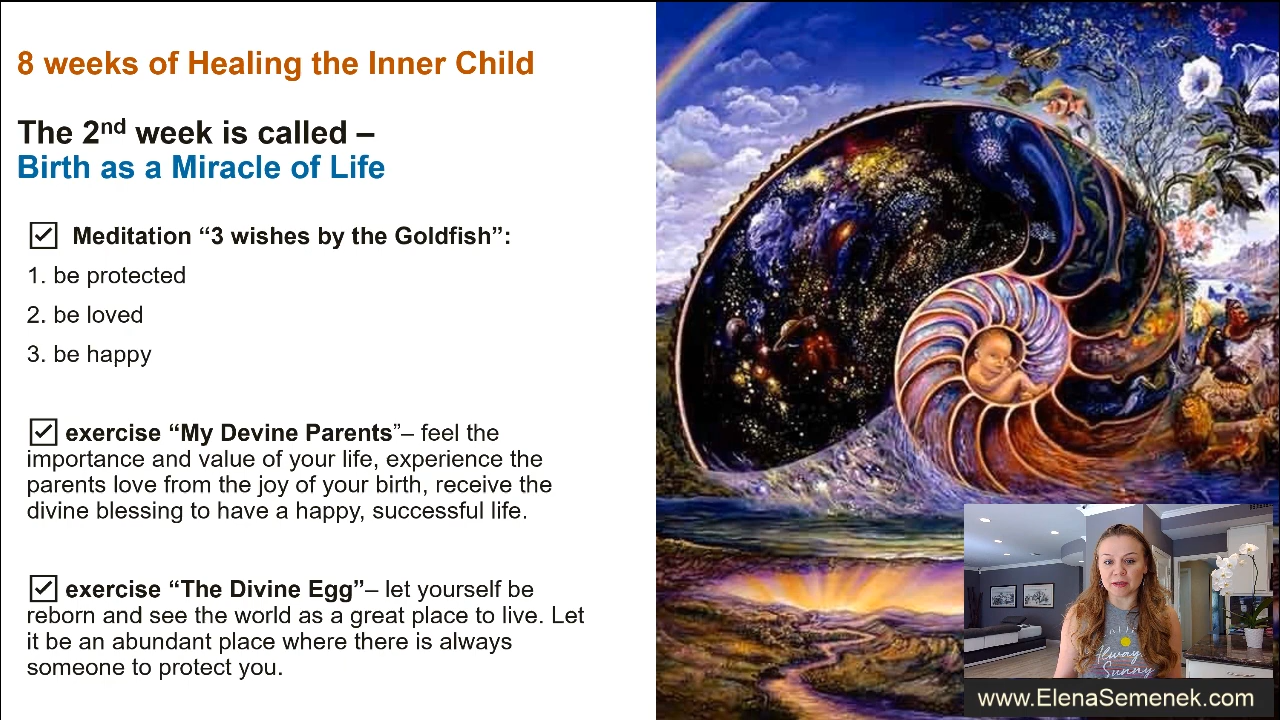 8 weeks of Healing the Inner Child
The 2nd week is called –
Birth as a Miracle of Life
Meditation “3 wishes by the Goldfish”:
1. be protected
2. be loved
3. be happy
exercise “My Devine Parents”– feel the
importance and value of your life, experience the
parents love from the joy of your birth, receive the
divine blessing to have a happy, successful life.
exercise “The Divine Egg”– let yourself be
reborn and see the world as a great place to live. Let
it be an abundant place where there is always
someone to protect you.
Always
Sunny
www.ElenaSemenek.com